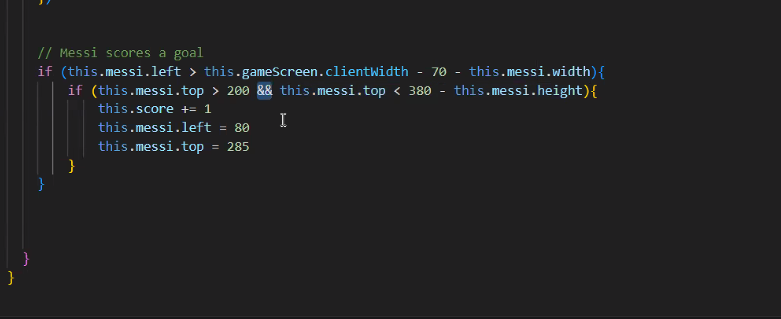 })
// Messi scores a goal
if (this.messi.left > this.gameScreen.clientWidth - 70 - this.messi.width){
if (this.messi.top > 200 && this.messi.top < 380 - this.messi.height){
this.score += 1
this.messi.left = 80
this.messi.top = 285
}
}
}
}